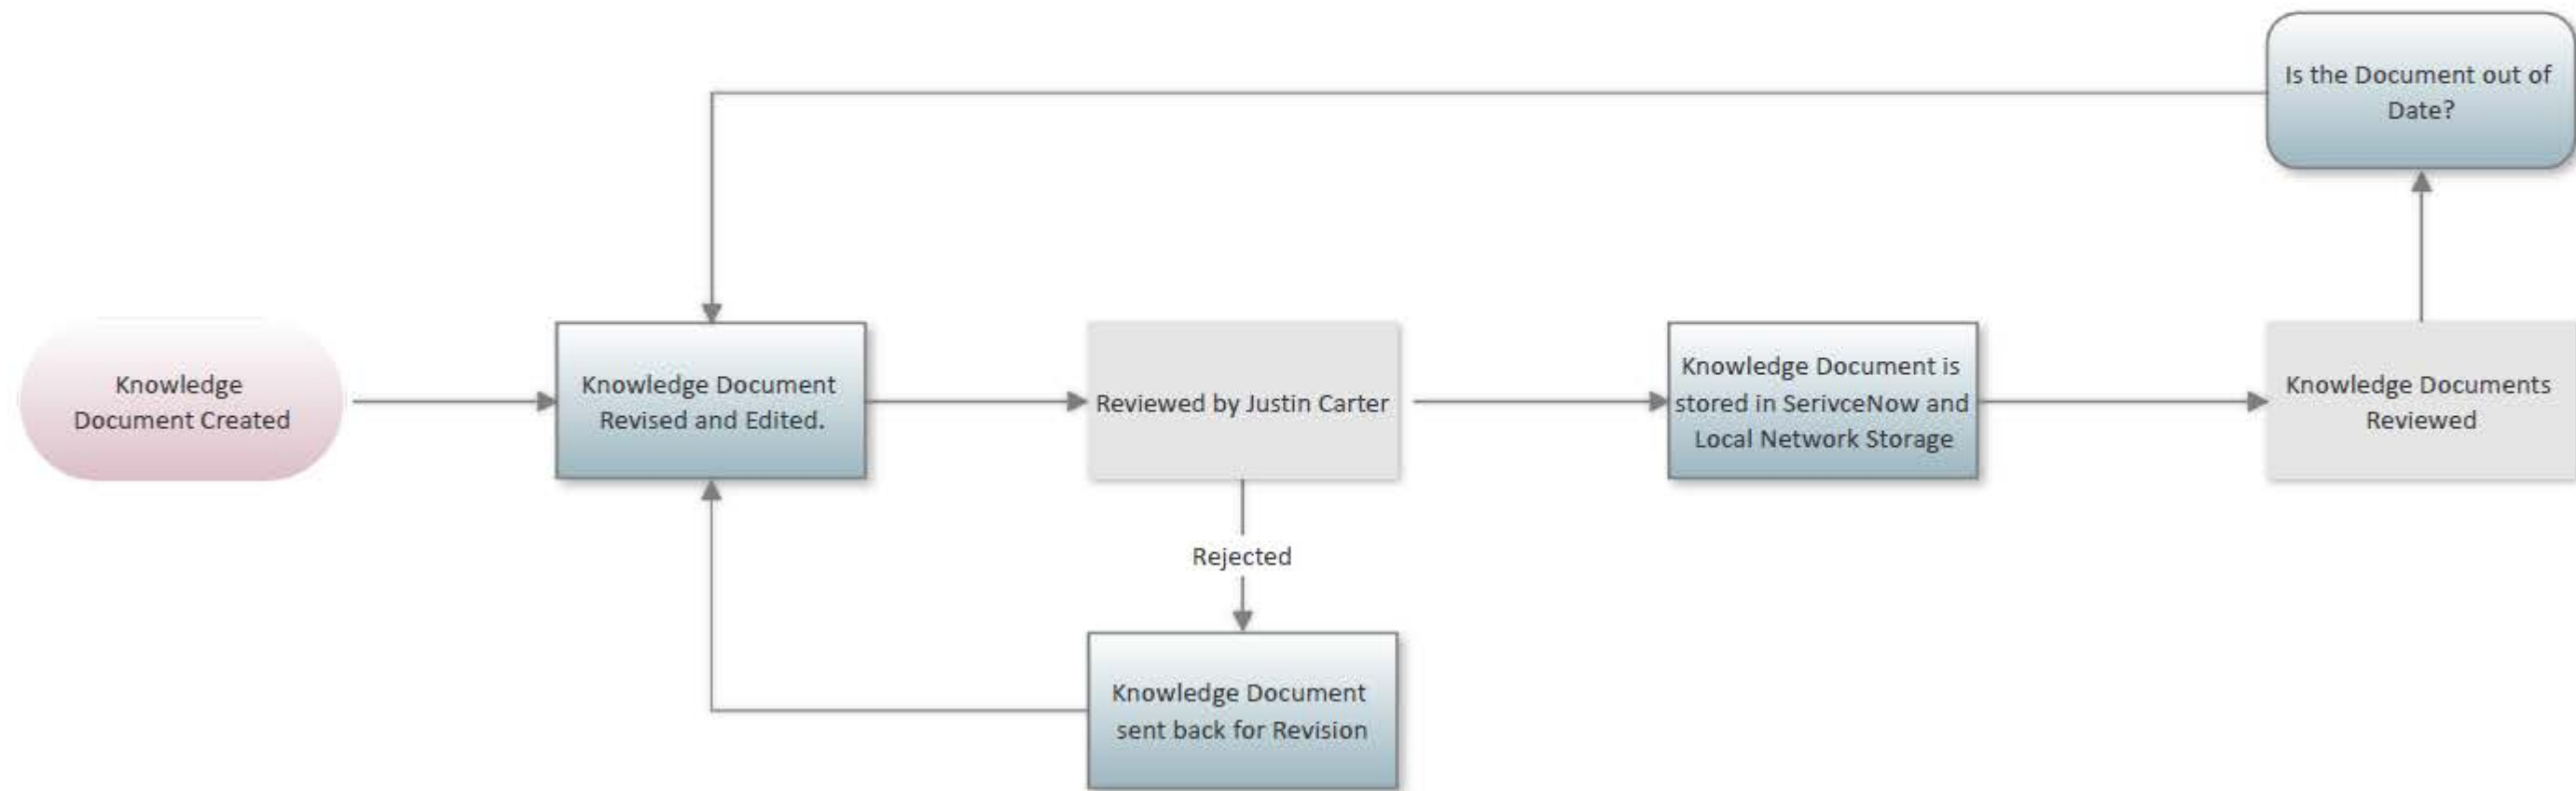 Is the Document out of
Date?
Knowledge
Document Created
Knowledge Document
Revised and Edited.
Reviewed by Justin Carter
Knowledge Document is
stored in SerivceNow and
Local Network Storage
Knowledge Documents
Reviewed
Rejected
Knowledge Document
sent back for Revision